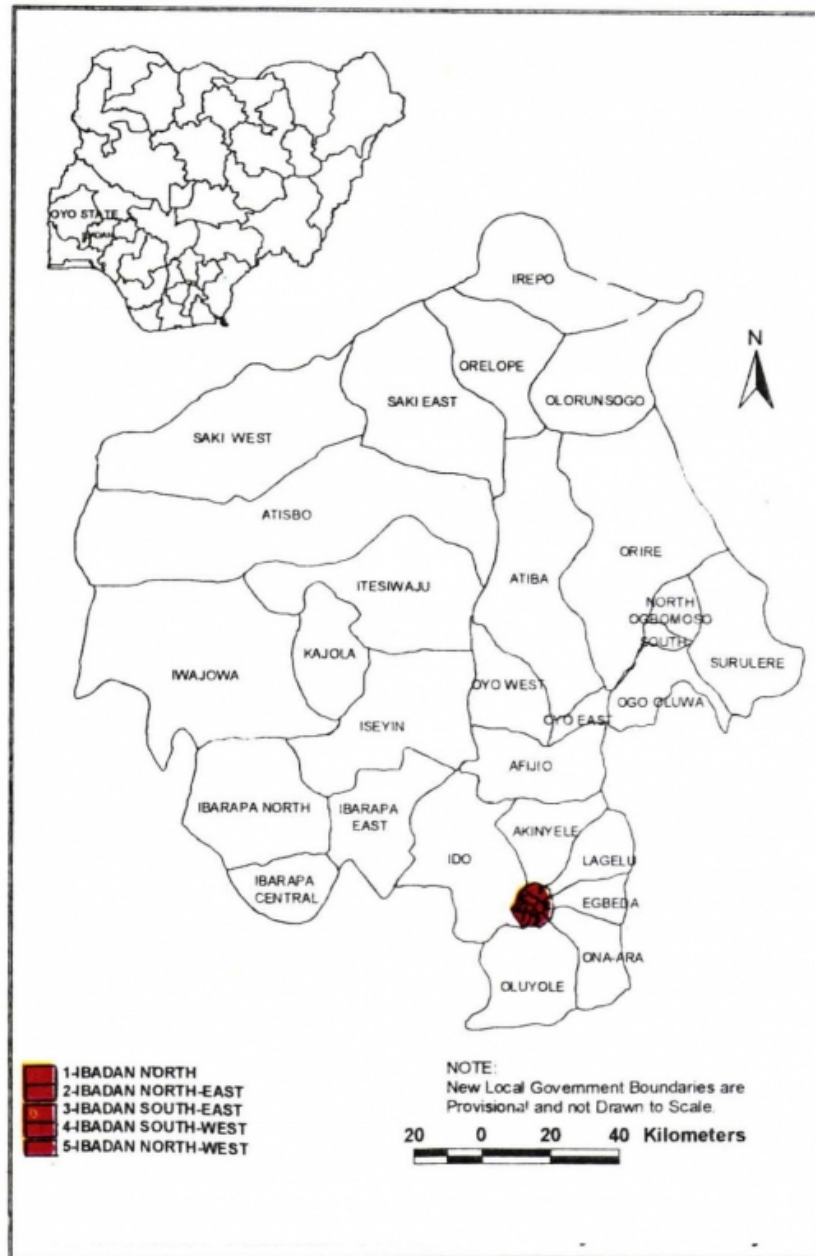 OYO STATE
IBADAN
IREPO
N
ORELOPE
SAKI EAST
OLORUNSOGO
SAKI WEST
ATISBO
ORIRE
ITESIWAJU
ATIBA
NORTH
OGBOMOSO
SOUTH
KAJOLA
SURULERE
IWAJOWA
OYO WEST
OGO OLUWA
OYO EAST
ISEYIN
AFIJIO
IBARAPA NORTH
IBARAPA
EAST
AKINYELE
IDO
LAGELU
IBARAPA
CENTRAL
EGBEDA
ONA-ARA
OLUYOLE
1-IBADAN NORTH
2-IBADAN NORTH-EAST
3-IBADAN SOUTH-EAST
4-IBADAN SOUTH-WEST
5-IBADAN NORTH-WEST
NOTE:
New Local Government Boundaries are
Provisional and not Drawn to Scale.
20 0 20 40 Kilometers